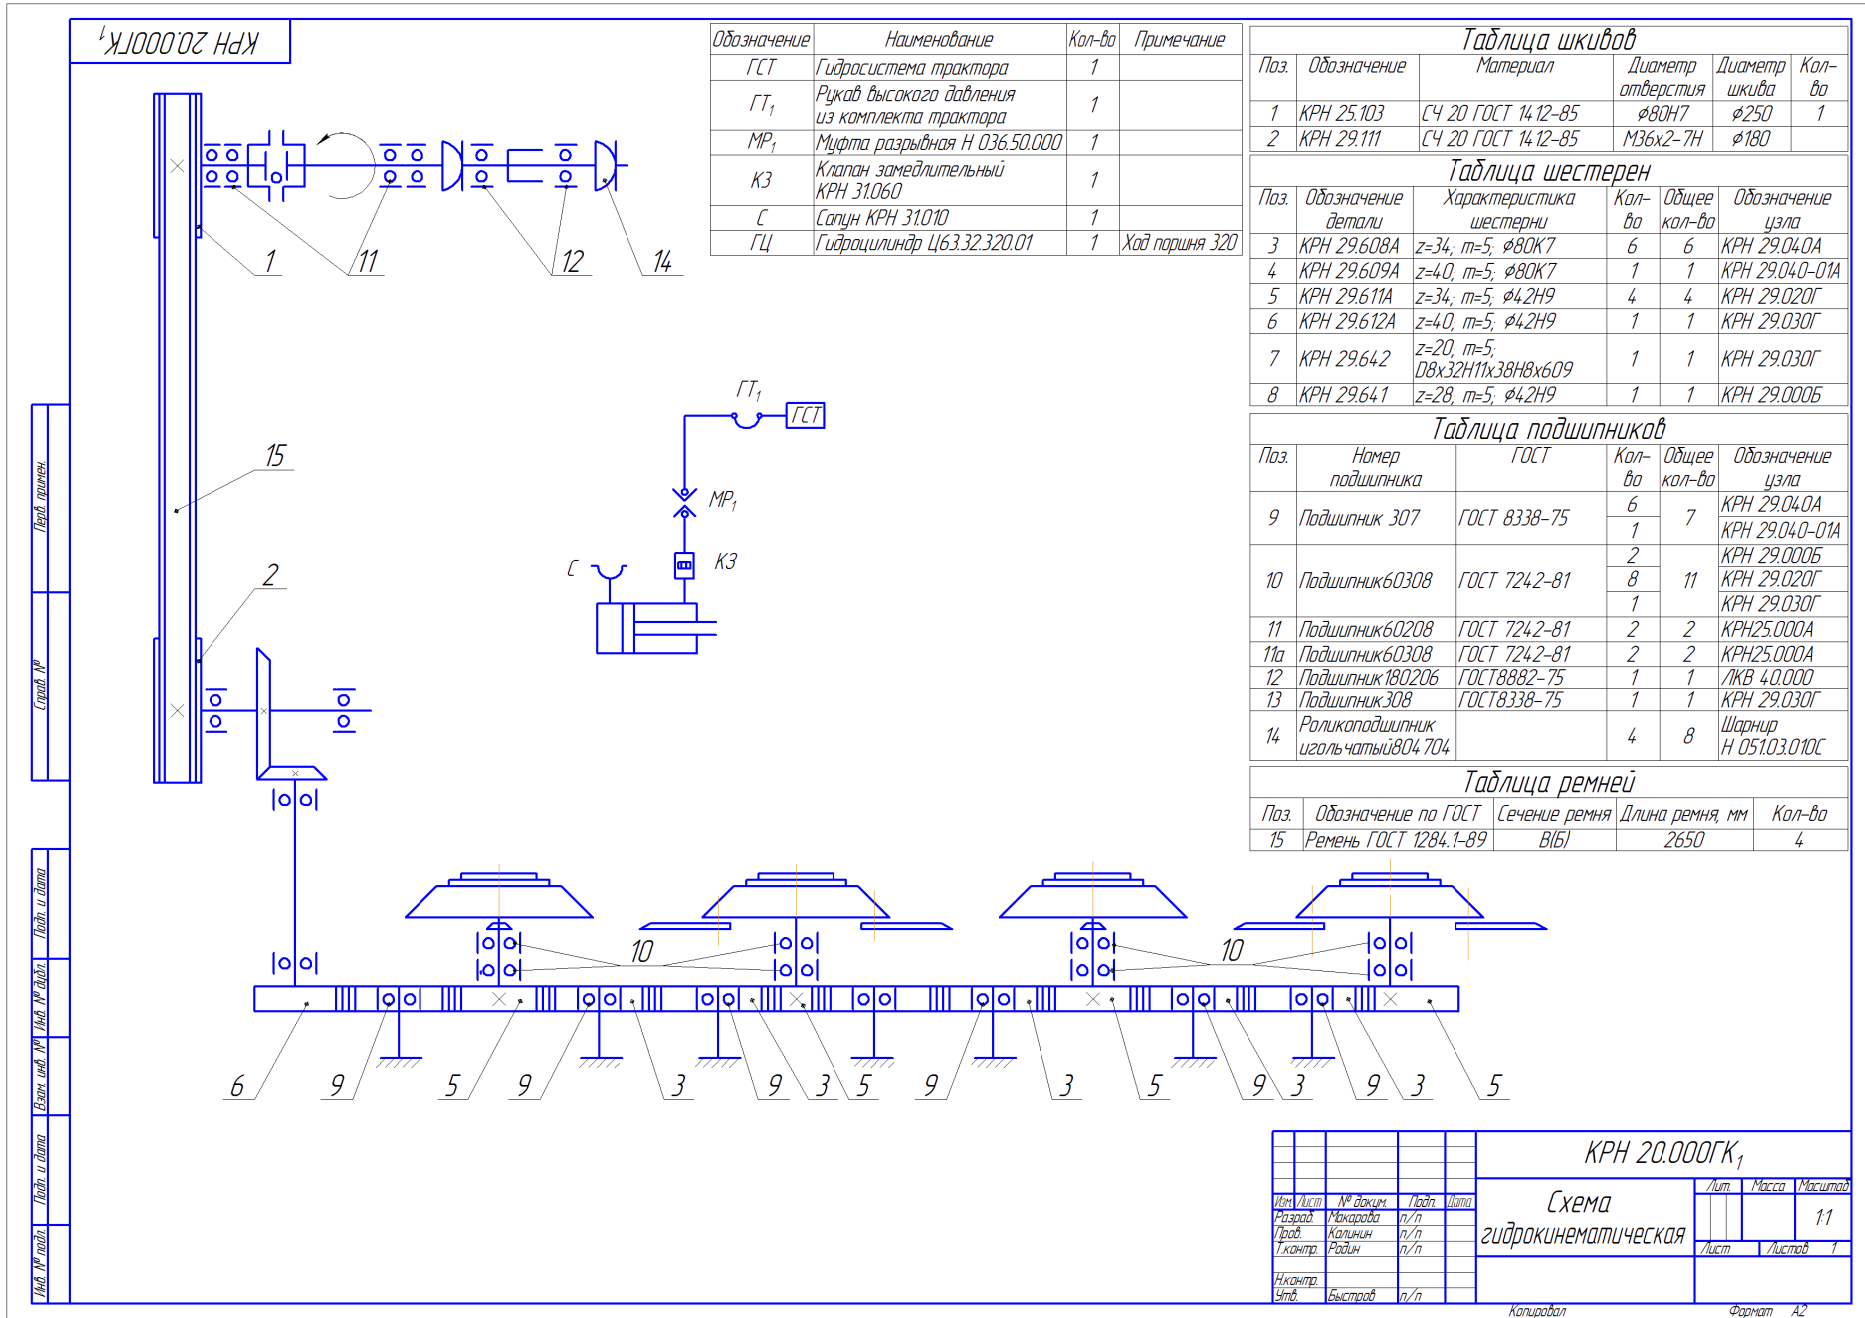 КРН 20.000ГК₁
Обозначение Наименование Кол-во Примечание
ГСТ Гидросистема трактора 1
ГТ₁ Рукав высокого давления
из комплекта трактора 1
МР₁ Муфта разрывная Н 036.50.000 1
КЗ Клапан замедлительный
КРН 31.060 1
С Сапун КРН 31.010 1
ГЦ Гидроцилиндр Ц63.32.320.01 1 Ход поршня 320
Таблица шкивов
Поз. Обозначение Материал Диаметр отверстия Диаметр шкива Кол-во
1 КРН 25.103 СЧ 20 ГОСТ 1412-85 ⌀80Н7 ⌀250 1
2 КРН 29.111 СЧ 20 ГОСТ 1412-85 М36х2-7Н ⌀180
Таблица шестерен
Поз. Обозначение детали Характеристика шестерни Кол-во Общее кол-во Обозначение узла
3 КРН 29.608А z=34; m=5; ⌀80К7 6 6 КРН 29.040А
4 КРН 29.609А z=40, m=5; ⌀80К7 1 1 КРН 29.040-01А
5 КРН 29.611А z=34; m=5; ⌀42Н9 4 4 КРН 29.020Г
6 КРН 29.612А z=40, m=5; ⌀42Н9 1 1 КРН 29.030Г
7 КРН 29.642 z=20, m=5;
D8х32Н11х38Н8х6D9 1 1 КРН 29.030Г
8 КРН 29.641 z=28, m=5; ⌀42Н9 1 1 КРН 29.000Б
Таблица подшипников
Поз. Номер подшипника ГОСТ Кол-во Общее кол-во Обозначение узла
9 Подшипник 307 ГОСТ 8338-75 6 7 КРН 29.040А
1 КРН 29.040-01А
2 КРН 29.000Б
10 Подшипник60308 ГОСТ 7242-81 8 11 КРН 29.020Г
1 КРН 29.030Г
11 Подшипник60208 ГОСТ 7242-81 2 2 КРН25.000А
11а Подшипник60308 ГОСТ 7242-81 2 2 КРН25.000А
12 Подшипник180206 ГОСТ8882-75 1 1 ЛКВ 40.000
13 Подшипник308 ГОСТ8338-75 1 1 КРН 29.030Г
14 Роликоподшипник
игольчатый804704 4 8 Шарнир
Н 051.03.010С
Таблица ремней
Поз. Обозначение по ГОСТ Сечение ремня Длина ремня, мм Кол-во
15 Ремень ГОСТ 1284.1-89 В(Б) 2650 4
1 11 12 14
ГТ₁ ГСТ
15
МР₁
С КЗ
2
10 10
6 9 5 9 3 9 3 5 9 3 5 9 3 9 3 5
Перв. примен.
Справ. №
Подп. и дата
Инв. № дубл.
Взам. инв. №
Подп. и дата
Инв. № подл.
КРН 20.000ГК₁
Схема
гидрокинематическая
Лит. Масса Масштаб
1:1
Лист Листов 1
Изм. Лист № докум. Подп. Дата
Разраб. Макарова п/п
Пров. Калинин п/п
Т.контр. Родин п/п
Н.контр.
Утв. Быстров п/п
Копировал Формат А2